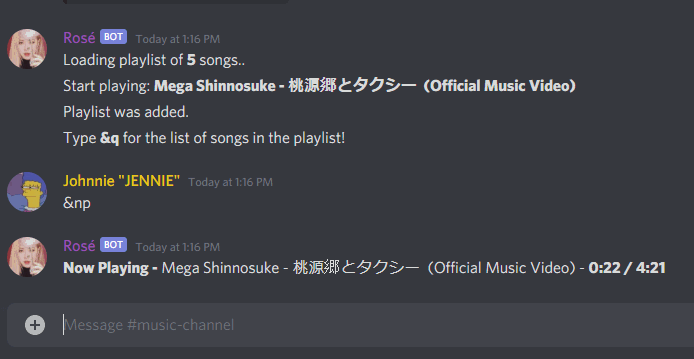 Rosé BOT Today at 1:16 PM
Loading playlist of 5 songs..
Start playing: Mega Shinnosuke - 桃源郷とタクシー (Official Music Video)
Playlist was added.
Type &q for the list of songs in the playlist!
Johnnie "JENNIE" Today at 1:16 PM
&np
Rosé BOT Today at 1:16 PM
Now Playing - Mega Shinnosuke - 桃源郷とタクシー (Official Music Video) - 0:22 / 4:21
Message #music-channel